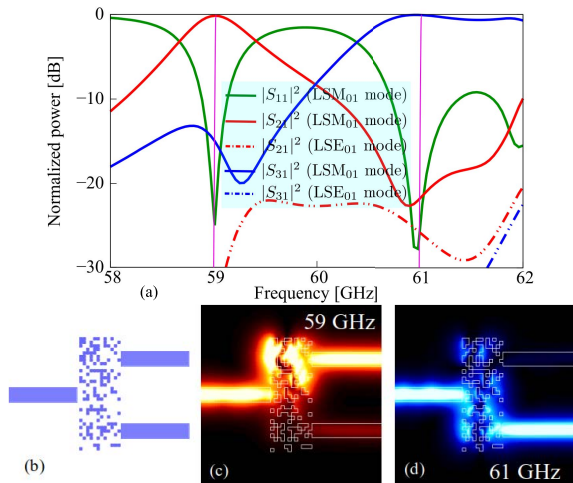 Normalized power [dB]
0
−10
−20
−30
|S11|² (LSM01 mode)
|S21|² (LSM01 mode)
|S21|² (LSE01 mode)
|S31|² (LSM01 mode)
|S31|² (LSE01 mode)
58
59
60
61
62
(a)
Frequency [GHz]
(b)
59 GHz
(c)
(d)
61 GHz